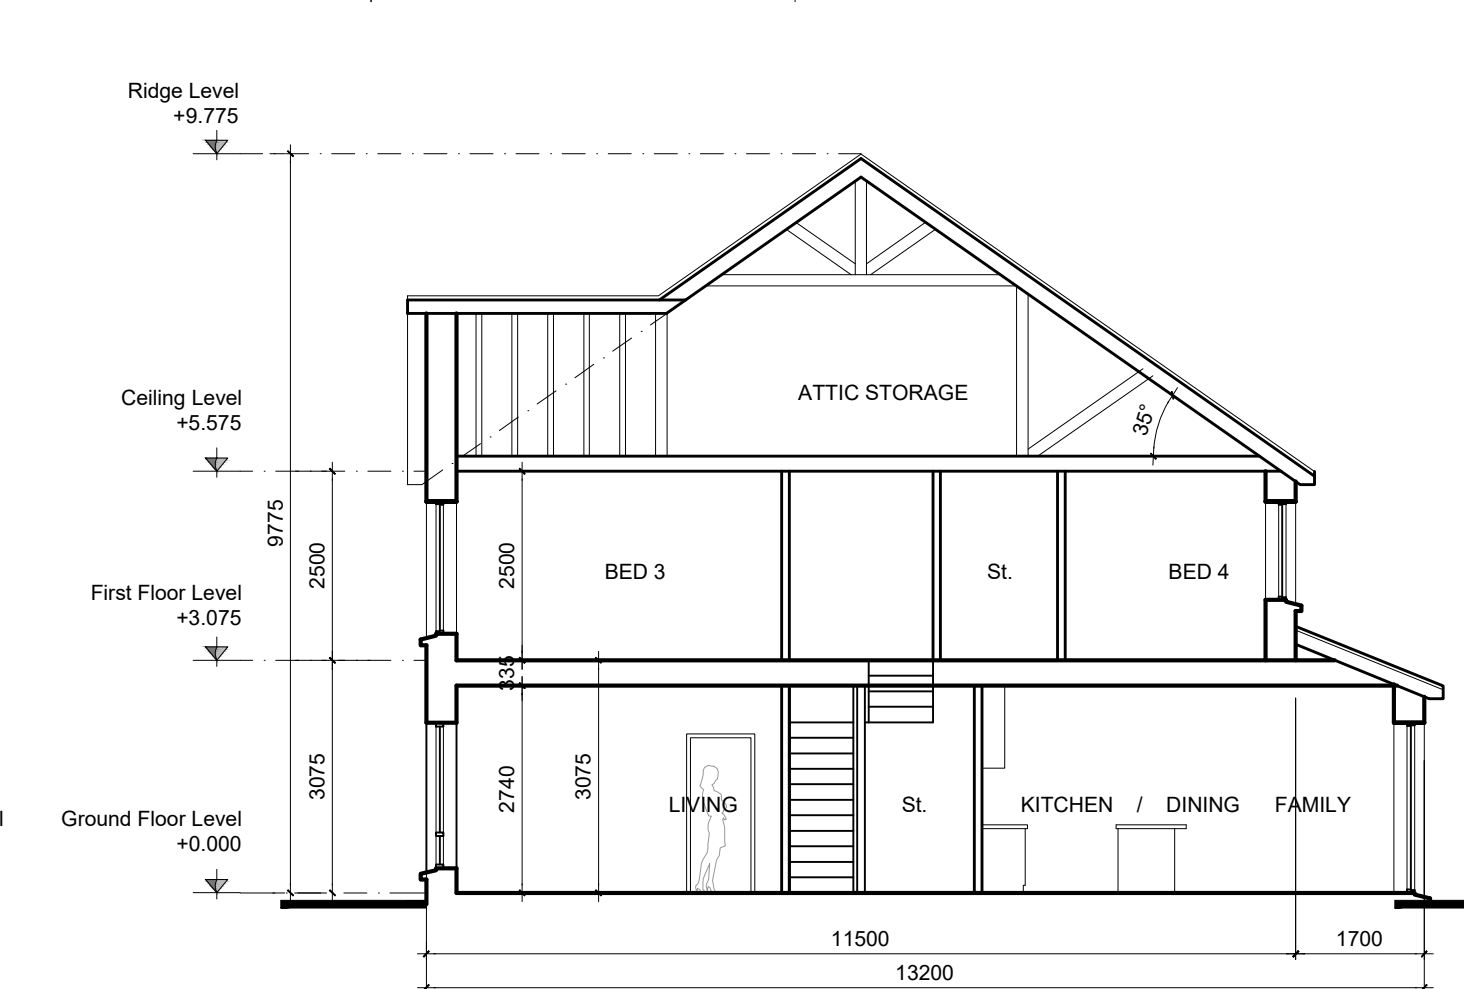 Ridge Level
+9.775
Ceiling Level
+5.575
ATTIC STORAGE
35°
9775
2500
2500
BED 3
St.
BED 4
First Floor Level
+3.075
335
3075
2740
3075
LIVING
St.
KITCHEN / DINING FAMILY
l
Ground Floor Level
+0.000
11500
1700
13200